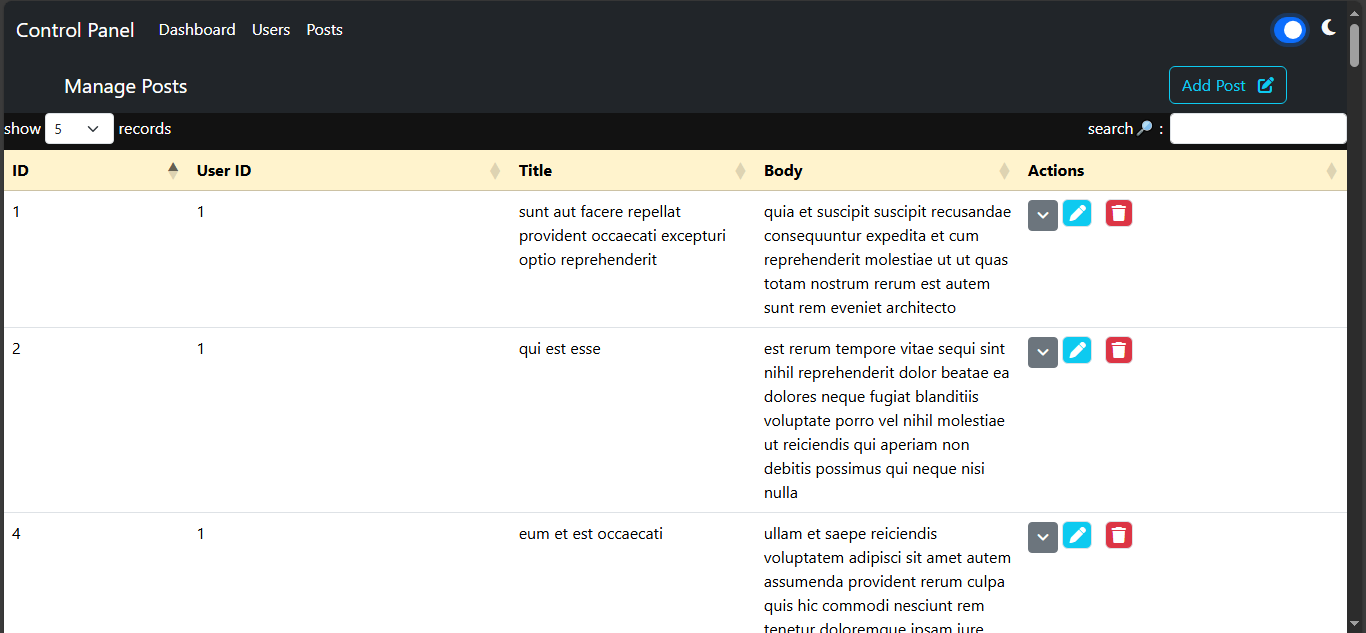 Control Panel Dashboard Users Posts
Manage Posts Add Post
show 5 records search🔎 :
ID User ID Title Body Actions
1 1 sunt aut facere repellat quia et suscipit suscipit recusandae
provident occaecati excepturi consequuntur expedita et cum
optio reprehenderit reprehenderit molestiae ut ut quas
totam nostrum rerum est autem
sunt rem eveniet architecto
2 1 qui est esse est rerum tempore vitae sequi sint
nihil reprehenderit dolor beatae ea
dolores neque fugiat blanditiis
voluptate porro vel nihil molestiae
ut reiciendis qui aperiam non
debitis possimus qui neque nisi
nulla
4 1 eum et est occaecati ullam et saepe reiciendis
voluptatem adipisci sit amet autem
assumenda provident rerum culpa
quis hic commodi nesciunt rem
tenetur doloremque ipsam iure